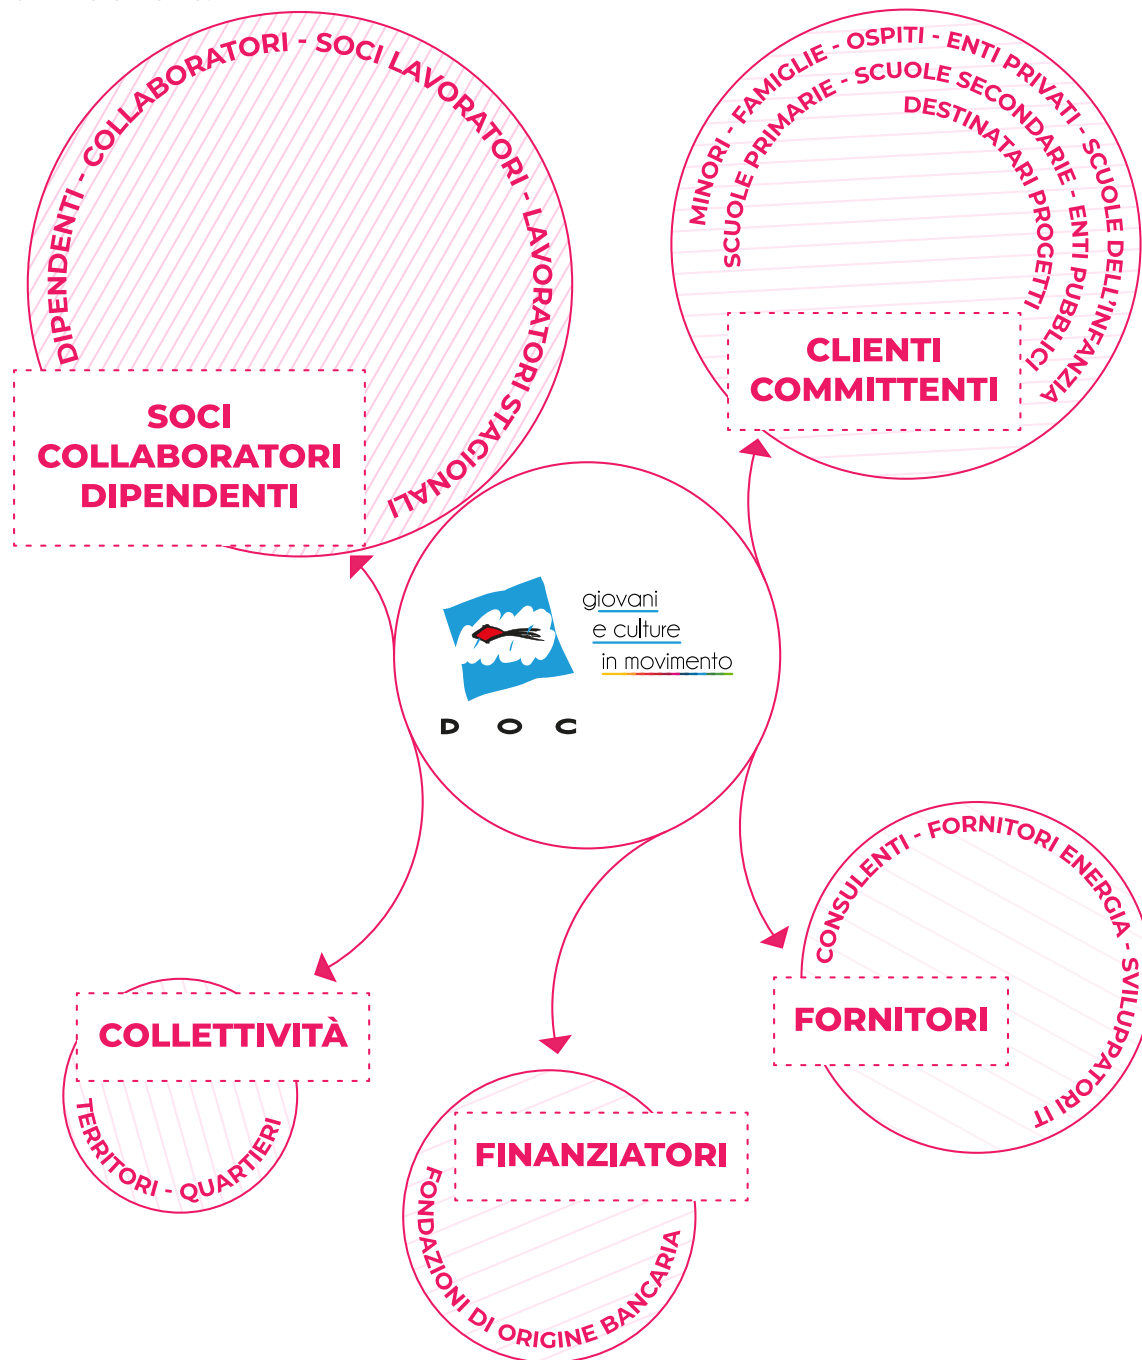 DIPENDENTI - COLLABORATORI - SOCI LAVORATORI - LAVORATORI STAGIONALI
SOCI
COLLABORATORI
DIPENDENTI
MINORI - FAMIGLIE - OSPITI - ENTI PRIVATI - SCUOLE DELL'INFANZIA
SCUOLE PRIMARIE - SCUOLE SECONDARIE - ENTI PUBBLICI
DESTINATARI PROGETTI
CLIENTI
COMMITTENTI
giovani
e culture
in movimento
DOC
CONSULENTI - FORNITORI ENERGIA - SVILUPPATORI IT
FORNITORI
COLLETTIVITÀ
TERRITORI - QUARTIERI
FINANZIATORI
FONDAZIONI DI ORIGINE BANCARIA